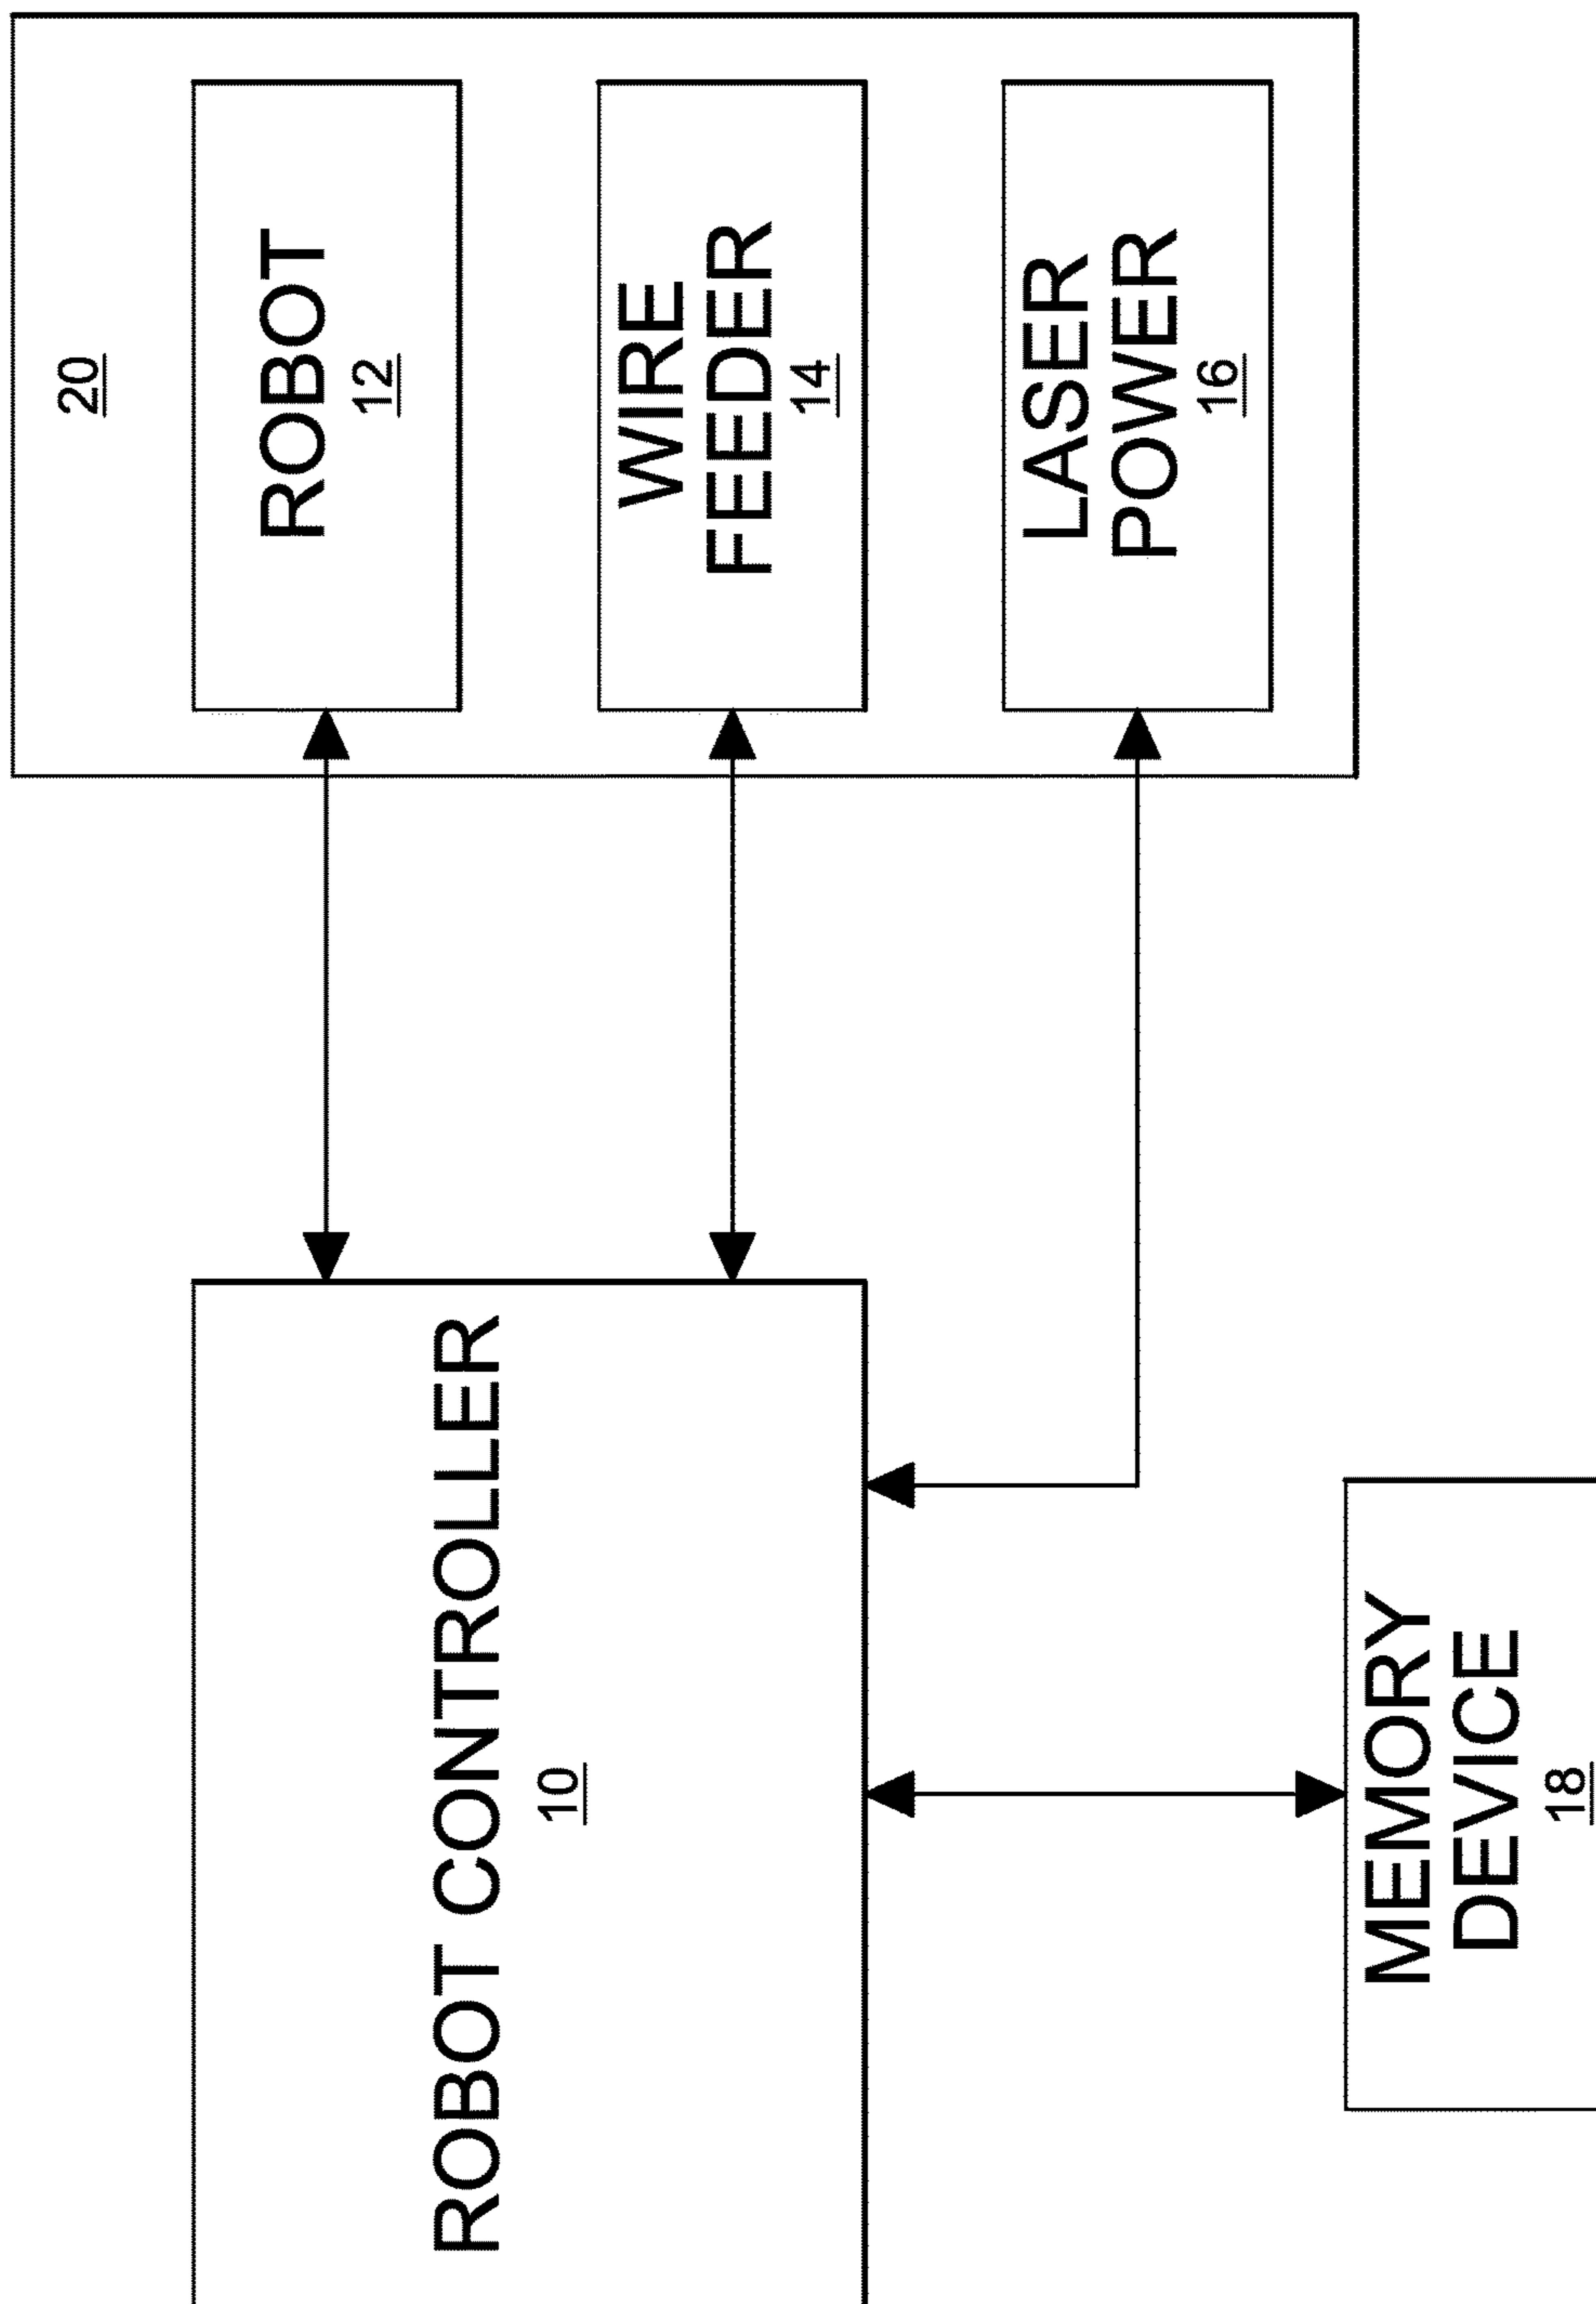 20
ROBOT
12
WIRE
FEEDER
14
LASER
POWER
16
ROBOT CONTROLLER
10
MEMORY
DEVICE
18